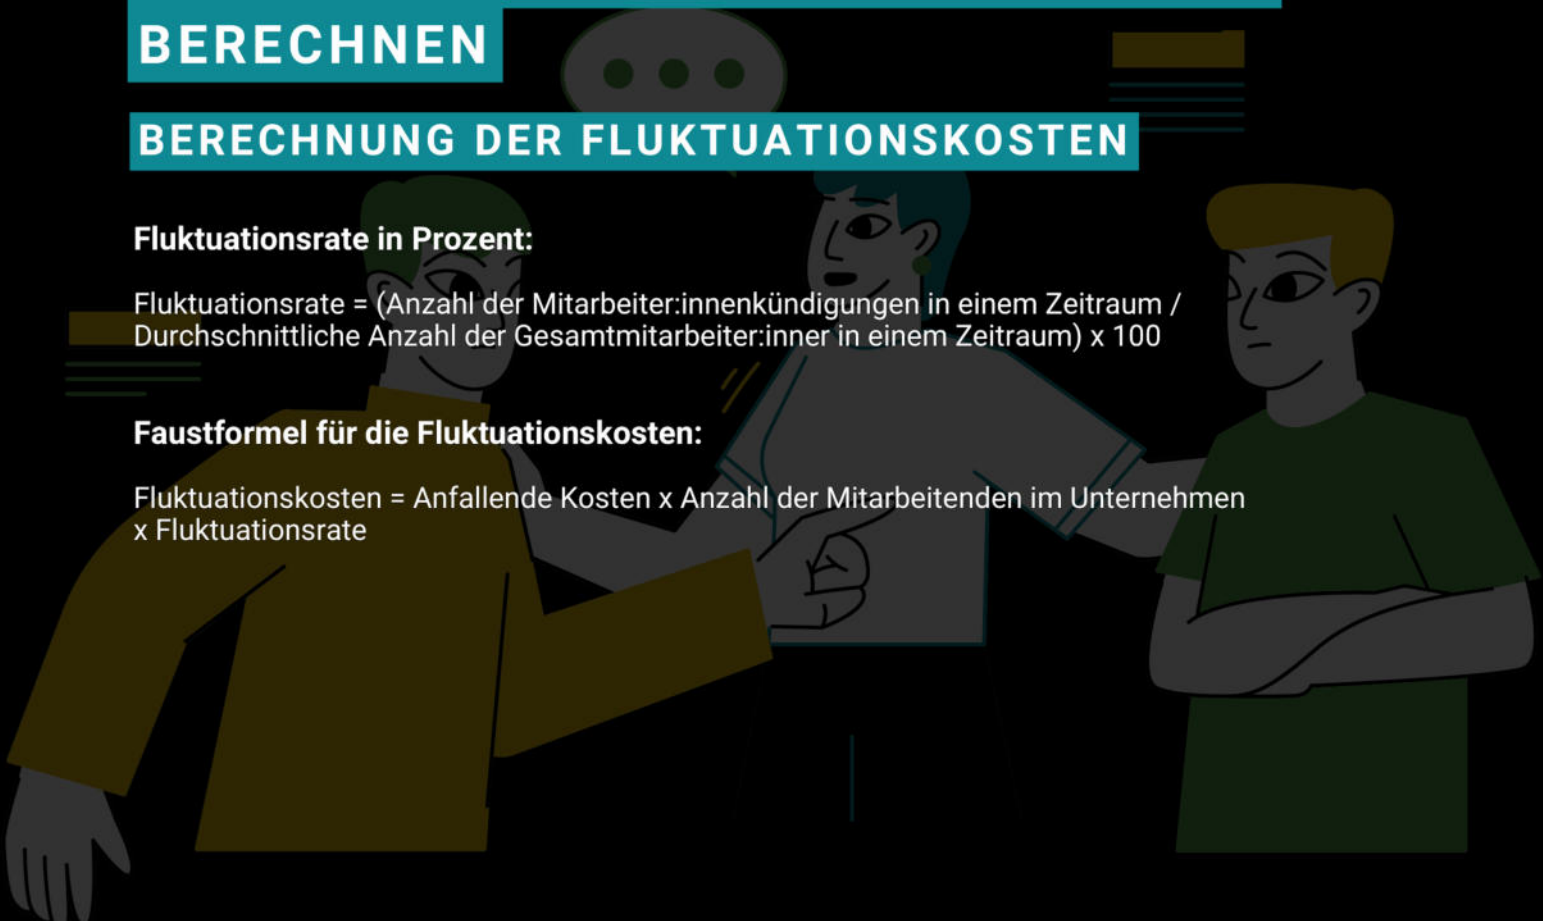 BERECHNEN
BERECHNUNG DER FLUKTUATIONSKOSTEN
Fluktuationsrate in Prozent:
Fluktuationsrate = (Anzahl der Mitarbeiter:innenkündigungen in einem Zeitraum /
Durchschnittliche Anzahl der Gesamtmitarbeiter:inner in einem Zeitraum) x 100
Faustformel für die Fluktuationskosten:
Fluktuationskosten = Anfallende Kosten x Anzahl der Mitarbeitenden im Unternehmen
x Fluktuationsrate